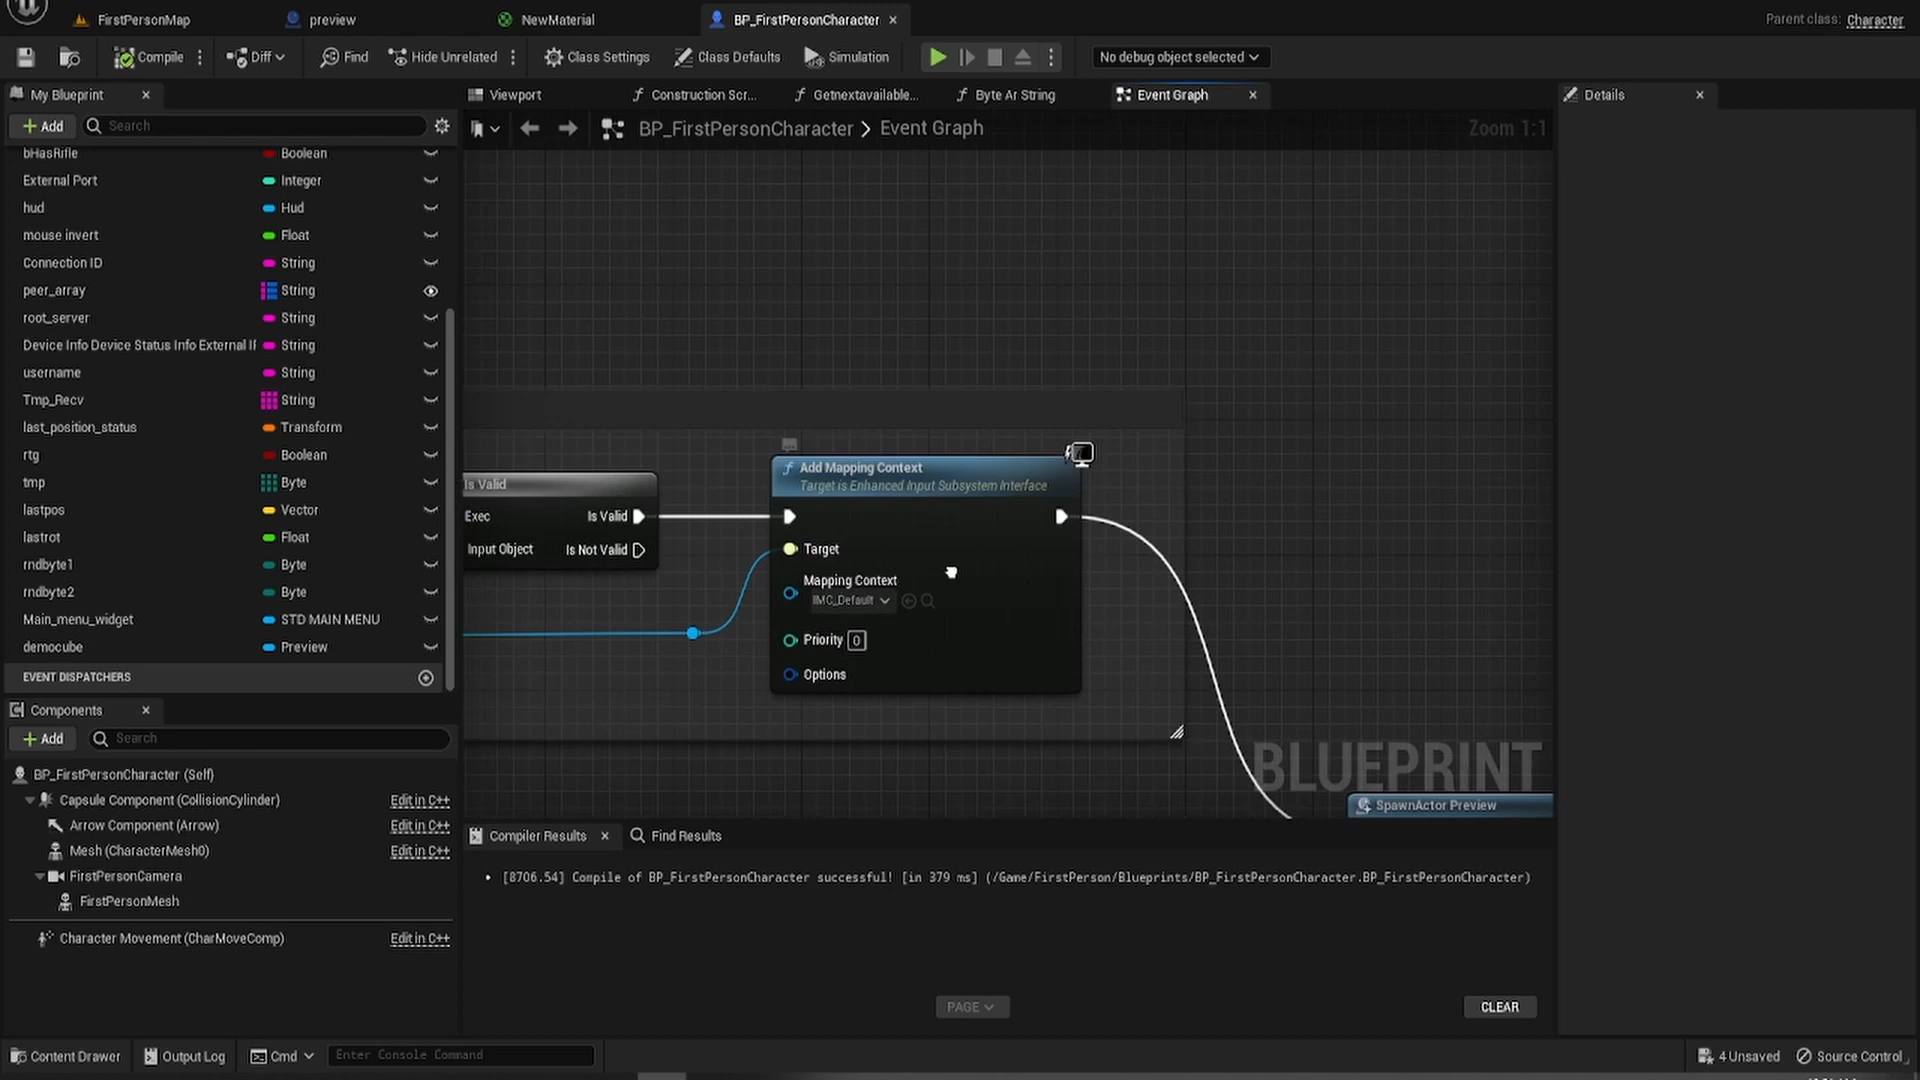 FirstPersonMap
preview
NewMaterial
BP_FirstPersonCharacter
Parent class: Character
Compile
Diff
Find
Hide Unrelated
Class Settings
Class Defaults
Simulation
No debug object selected
My Blueprint
Viewport
Construction Scr...
Getnextavailable...
Byte Ar String
Event Graph
Details
Add
Search
BP_FirstPersonCharacter > Event Graph
Zoom 1:1
bHasRifle Boolean
External Port Integer
hud Hud
mouse invert Float
Connection ID String
peer_array String
root_server String
Device Info Device Status Info External IP String
username String
Tmp_Recv String
last_position_status Transform
rtg Boolean
tmp Byte
lastpos Vector
lastrot Float
rndbyte1 Byte
rndbyte2 Byte
Main_menu_widget STD MAIN MENU
democube Preview
EVENT DISPATCHERS
Is Valid
Exec Is Valid
Input Object Is Not Valid
Add Mapping Context
Target is Enhanced Input Subsystem Interface
Target
Mapping Context
IMC_Default
Priority 0
Options
BLUEPRINT
SpawnActor Preview
Components
Add
Search
BP_FirstPersonCharacter (Self)
Capsule Component (CollisionCylinder) Edit in C++
Arrow Component (Arrow) Edit in C++
Mesh (CharacterMesh0) Edit in C++
FirstPersonCamera
FirstPersonMesh
Character Movement (CharMoveComp) Edit in C++
Compiler Results
Find Results
[8706.54] Compile of BP_FirstPersonCharacter successful! [in 379 ms] (/Game/FirstPerson/Blueprints/BP_FirstPersonCharacter.BP_FirstPersonCharacter)
PAGE
CLEAR
Content Drawer
Output Log
Cmd
Enter Console Command
4 Unsaved
Source Control